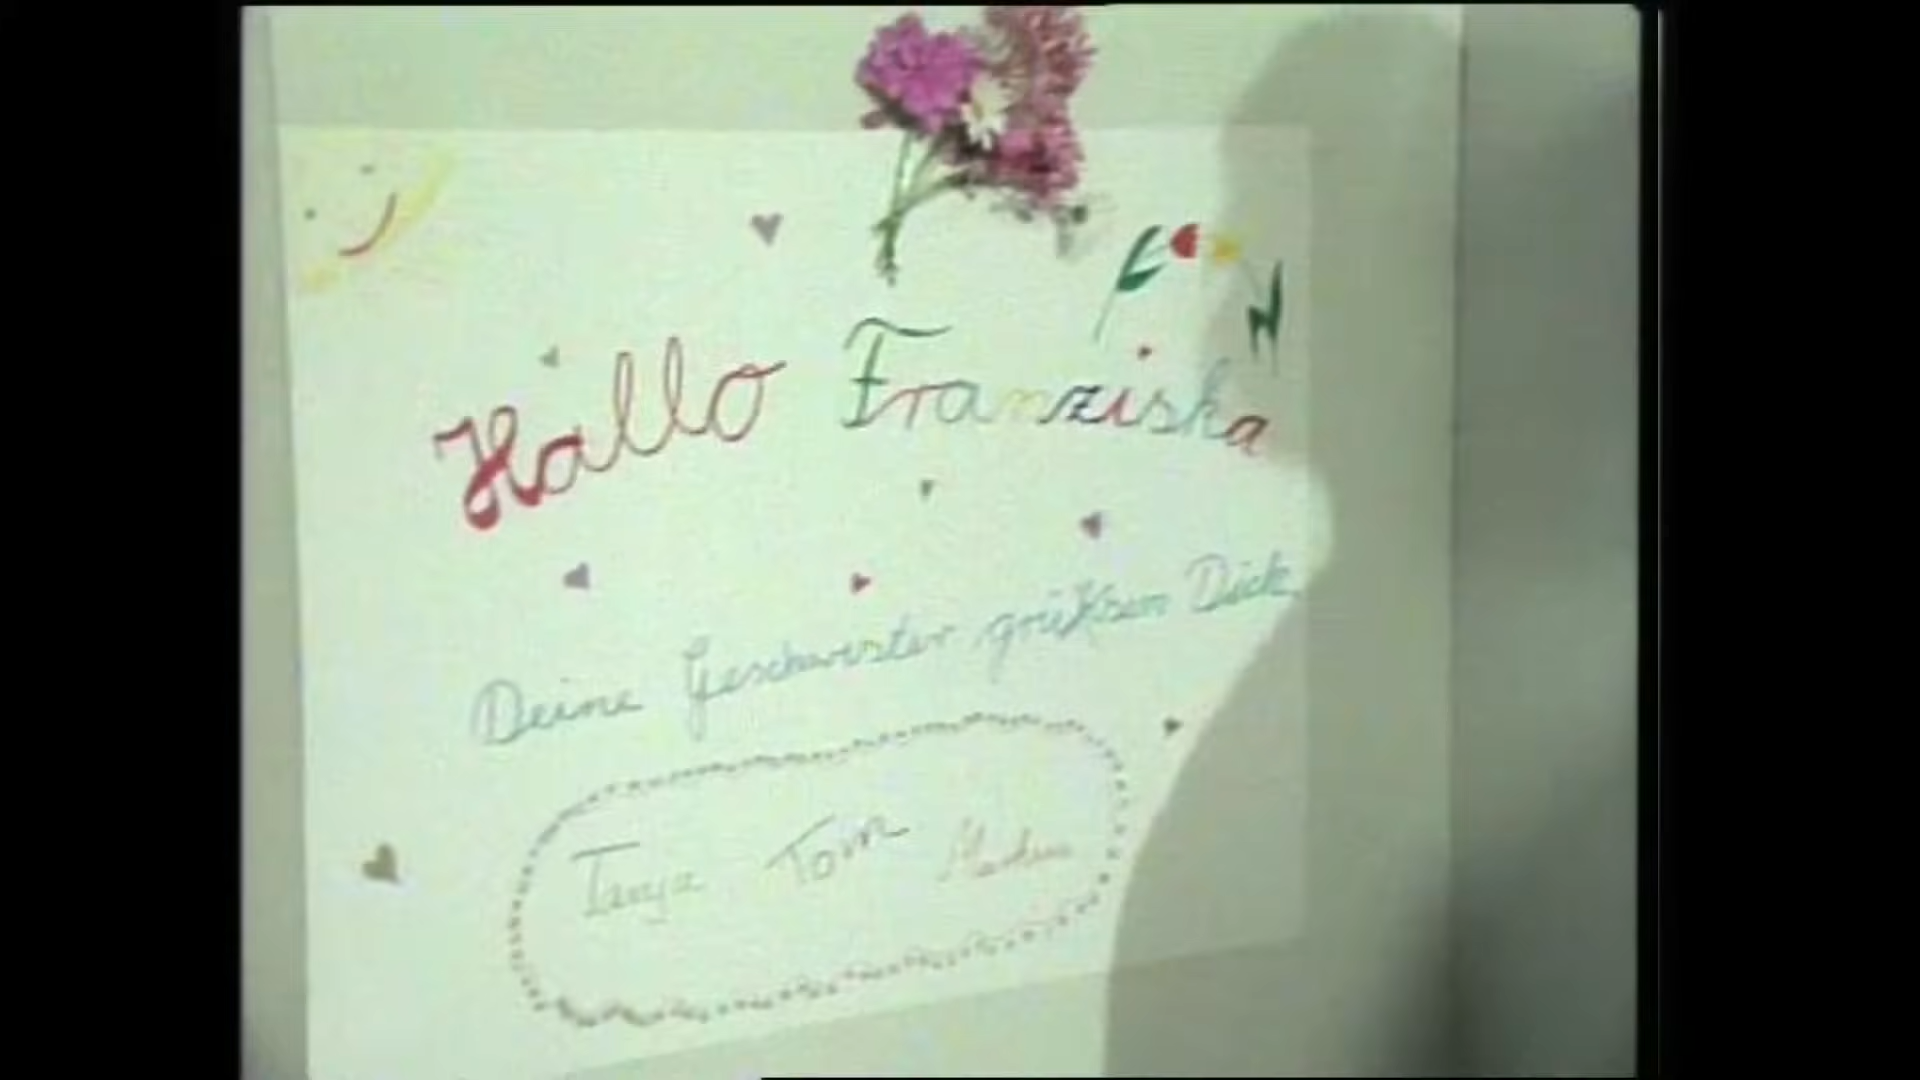 Hallo Franziska
Deine Geschwister grüßen Dich
Tanja Tom